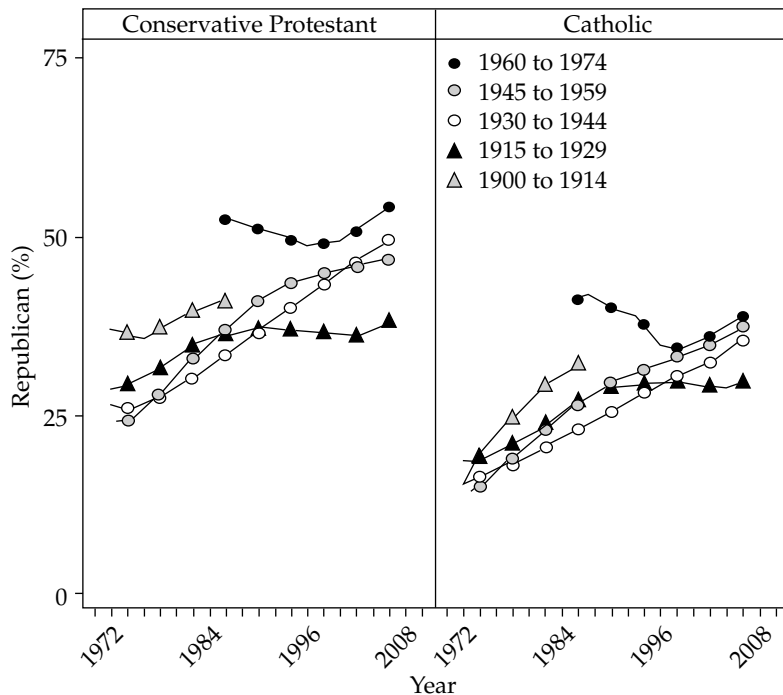 Conservative Protestant
Catholic
75
50
25
0
Republican (%)
1960 to 1974
1945 to 1959
1930 to 1944
1915 to 1929
1900 to 1914
1972
1984
1996
2008
1972
1984
1996
2008
Year